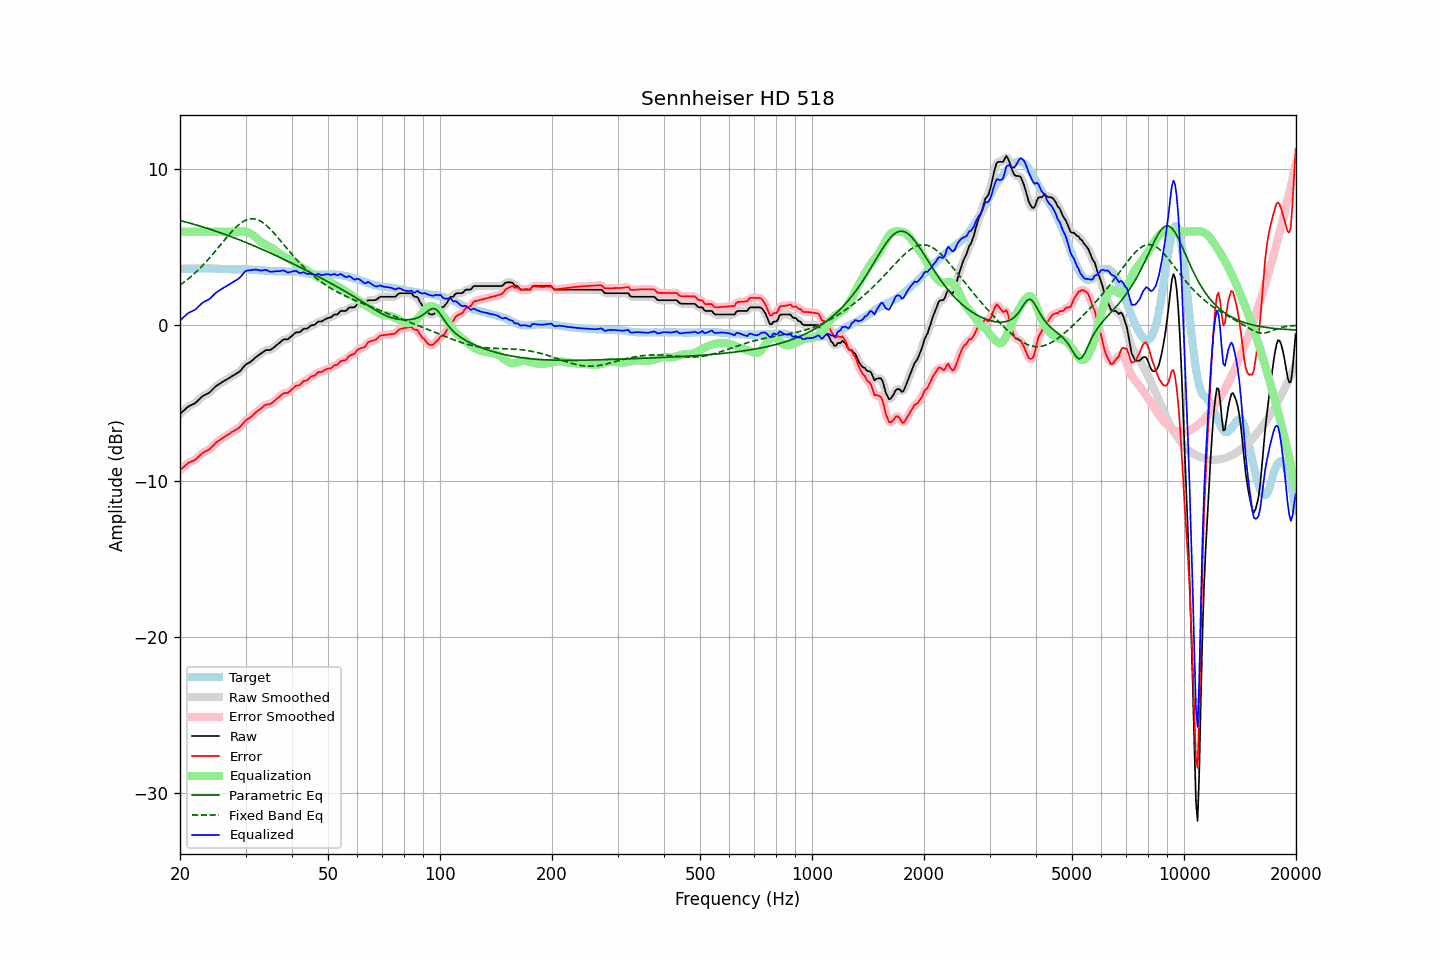 Sennheiser HD 518
Amplitude (dBr)
10
0
−10
−20
−30
Target
Raw Smoothed
Error Smoothed
Raw
Error
Equalization
Parametric Eq
Fixed Band Eq
Equalized
20 50 100 200 500 1000 2000 5000 10000 20000
Frequency (Hz)